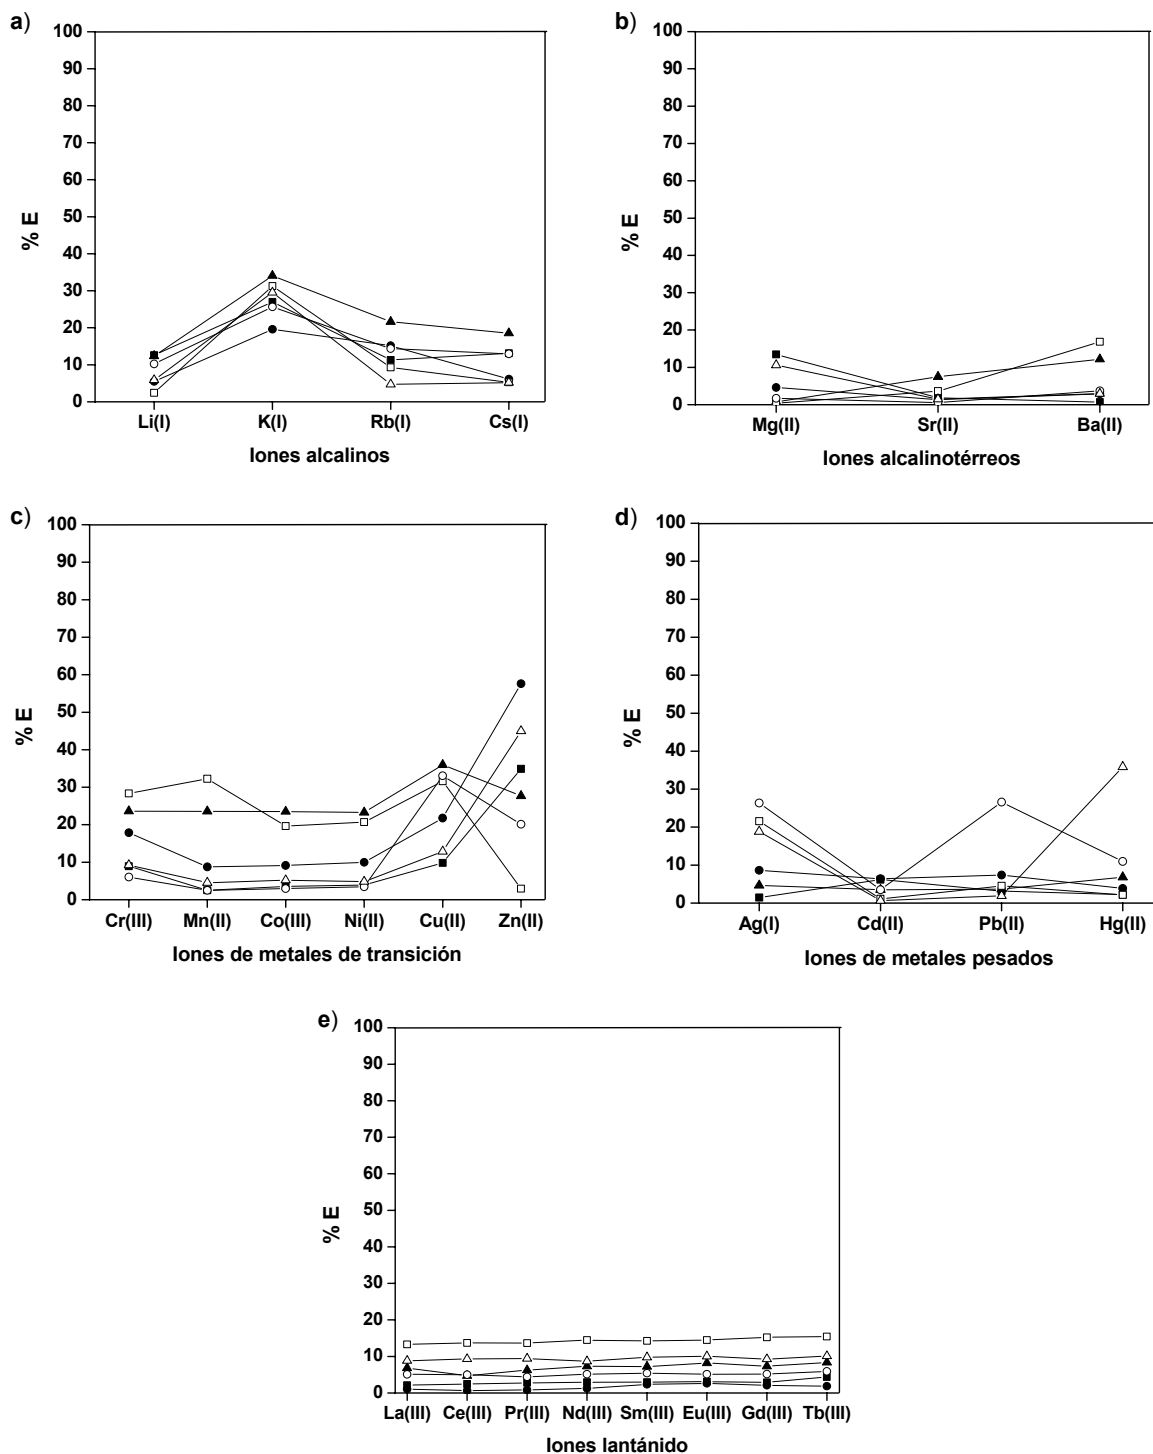 a)
100
90
80
70
60
50
40
30
20
10
0
% E
Li(I) K(I) Rb(I) Cs(I)
Iones alcalinos
b)
100
90
80
70
60
50
40
30
20
10
0
% E
Mg(II) Sr(II) Ba(II)
Iones alcalinotérreos
c)
100
90
80
70
60
50
40
30
20
10
0
% E
Cr(III) Mn(II) Co(III) Ni(II) Cu(II) Zn(II)
Iones de metales de transición
d)
100
90
80
70
60
50
40
30
20
10
0
% E
Ag(I) Cd(II) Pb(II) Hg(II)
Iones de metales pesados
e)
100
90
80
70
60
50
40
30
20
10
0
% E
La(III) Ce(III) Pr(III) Nd(III) Sm(III) Eu(III) Gd(III) Tb(III)
Iones lantánido